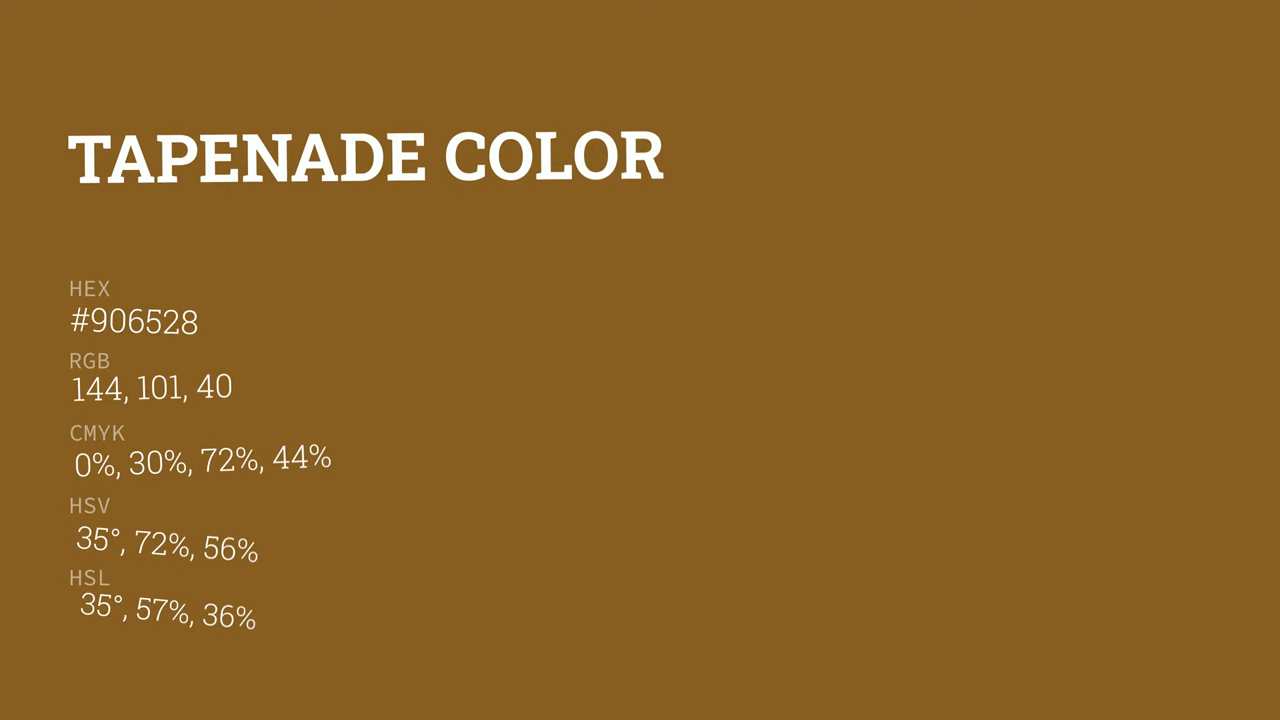 TAPENADE COLOR
HEX
#906528
RGB
144, 101, 40
CMYK
0%, 30%, 72%, 44%
HSV
35°, 72%, 56%
HSL
35°, 57%, 36%